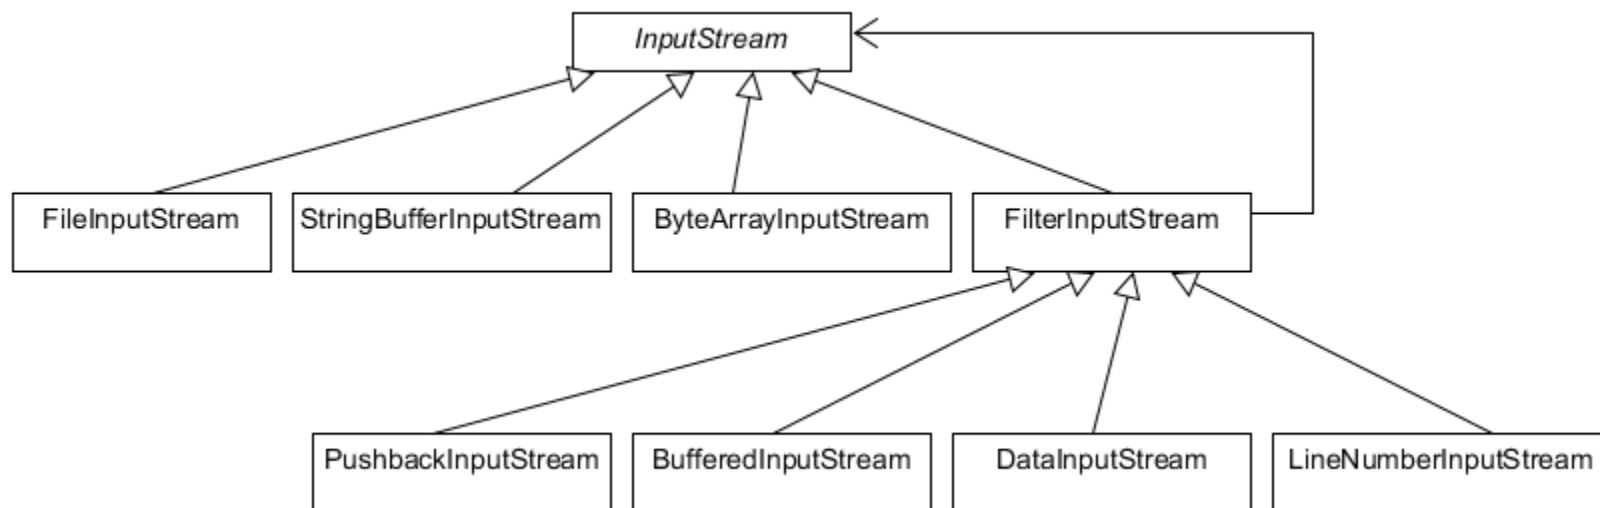 InputStream
FileInputStream
StringBufferInputStream
ByteArrayInputStream
FilterInputStream
PushbackInputStream
BufferedInputStream
DataInputStream
LineNumberInputStream